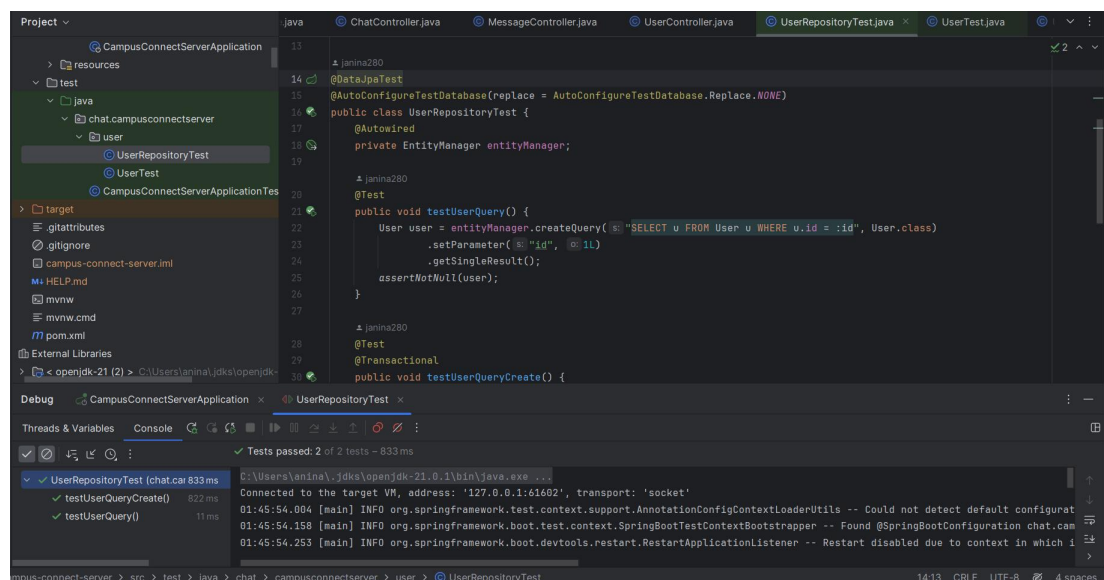 Project
.java ChatController.java MessageController.java UserController.java UserRepositoryTest.java UserTest.java
CampusConnectServerApplication
resources
test
java
chat.campusconnectserver
user
UserRepositoryTest
UserTest
CampusConnectServerApplicationTes
target
.gitattributes
.gitignore
campus-connect-server.iml
HELP.md
mvnw
mvnw.cmd
pom.xml
External Libraries
< openjdk-21 (2) > C:\Users\anina\.jdks\openjdk-
2
13
janina280
14 @DataJpaTest
15 @AutoConfigureTestDatabase(replace = AutoConfigureTestDatabase.Replace.NONE)
16 public class UserRepositoryTest {
17 @Autowired
18 private EntityManager entityManager;
19
janina280
20 @Test
21 public void testUserQuery() {
22 User user = entityManager.createQuery( s: "SELECT u FROM User u WHERE u.id = :id", User.class)
23 .setParameter( s: "id", o: 1L)
24 .getSingleResult();
25 assertNotNull(user);
26 }
27
janina280
28 @Test
29 @Transactional
30 public void testUserQueryCreate() {
Debug CampusConnectServerApplication UserRepositoryTest
Threads & Variables Console
Tests passed: 2 of 2 tests – 833 ms
UserRepositoryTest (chat.car 833 ms
testUserQueryCreate() 822 ms
testUserQuery() 11 ms
C:\Users\anina\.jdks\openjdk-21.0.1\bin\java.exe ...
Connected to the target VM, address: '127.0.0.1:61602', transport: 'socket'
01:45:54.004 [main] INFO org.springframework.test.context.support.AnnotationConfigContextLoaderUtils -- Could not detect default configurat
01:45:54.158 [main] INFO org.springframework.boot.test.context.SpringBootTestContextBootstrapper -- Found @SpringBootConfiguration chat.cam
01:45:54.253 [main] INFO org.springframework.boot.devtools.restart.RestartApplicationListener -- Restart disabled due to context in which i
mpus-connect-server > src > test > java > chat > campusconnectserver > user > UserRepositoryTest 14:13 CRLF UTF-8 4 spaces